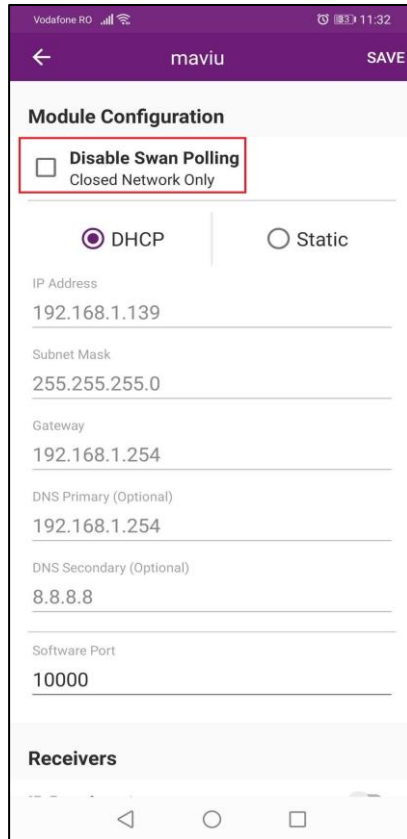 Vodafone RO 83 11:32
maviu SAVE
Module Configuration
Disable Swan Polling
Closed Network Only
DHCP Static
IP Address
192.168.1.139
Subnet Mask
255.255.255.0
Gateway
192.168.1.254
DNS Primary (Optional)
192.168.1.254
DNS Secondary (Optional)
8.8.8.8
Software Port
10000
Receivers